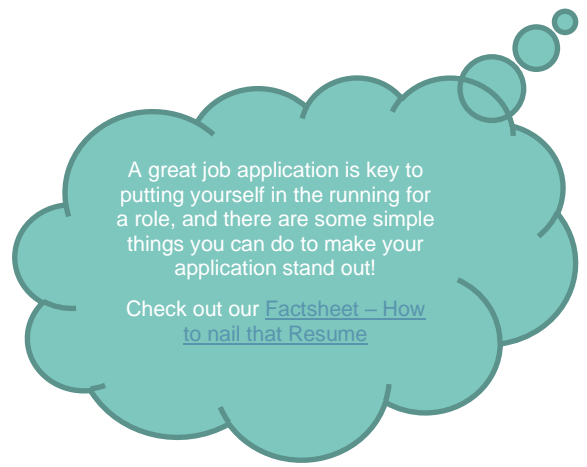 A great job application is key to
putting yourself in the running for
a role, and there are some simple
things you can do to make your
application stand out!
Check out our Factsheet – How
to nail that Resume